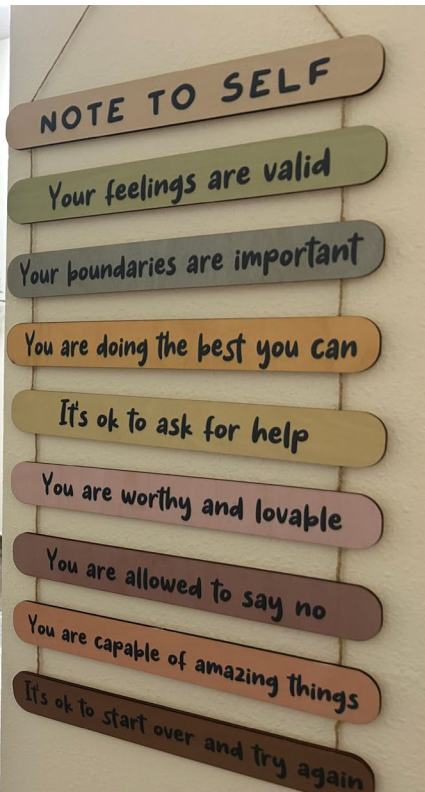 NOTE TO SELF
Your feelings are valid
Your boundaries are important
You are doing the best you can
It's ok to ask for help
You are worthy and lovable
You are allowed to say no
You are capable of amazing things
It's ok to start over and try again